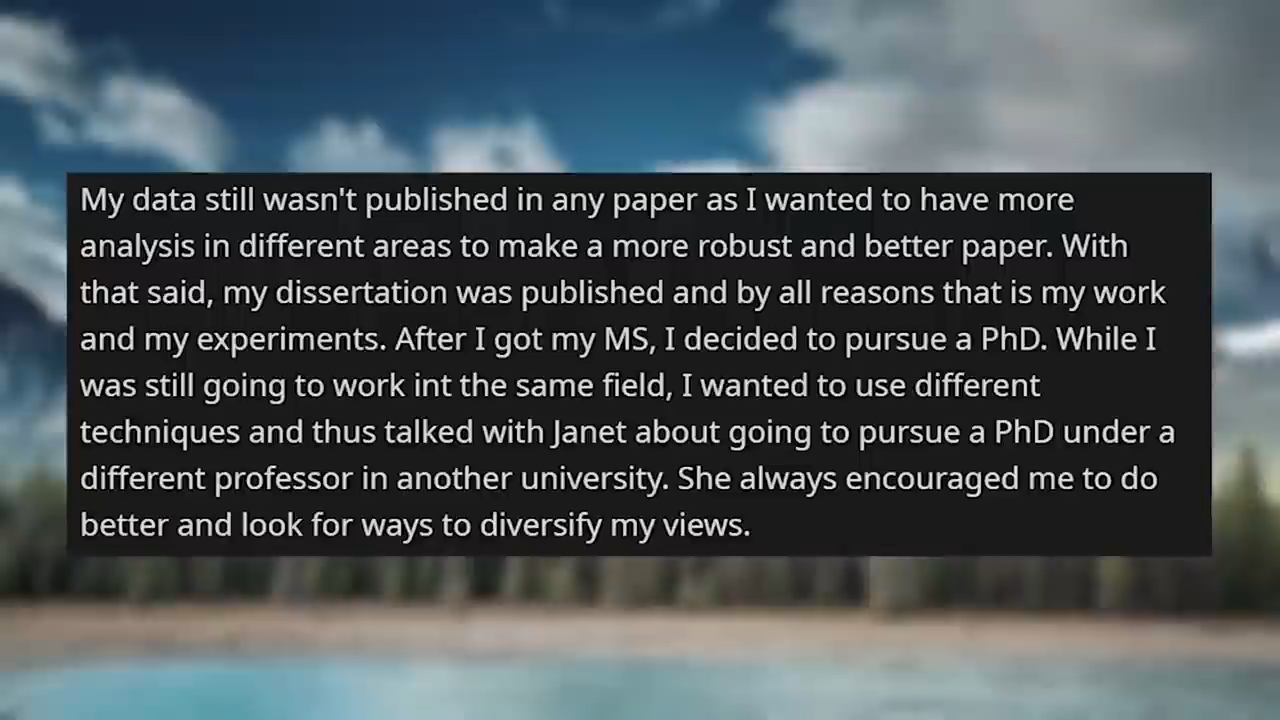 My data still wasn't published in any paper as I wanted to have more
analysis in different areas to make a more robust and better paper. With
that said, my dissertation was published and by all reasons that is my work
and my experiments. After I got my MS, I decided to pursue a PhD. While I
was still going to work int the same field, I wanted to use different
techniques and thus talked with Janet about going to pursue a PhD under a
different professor in another university. She always encouraged me to do
better and look for ways to diversify my views.